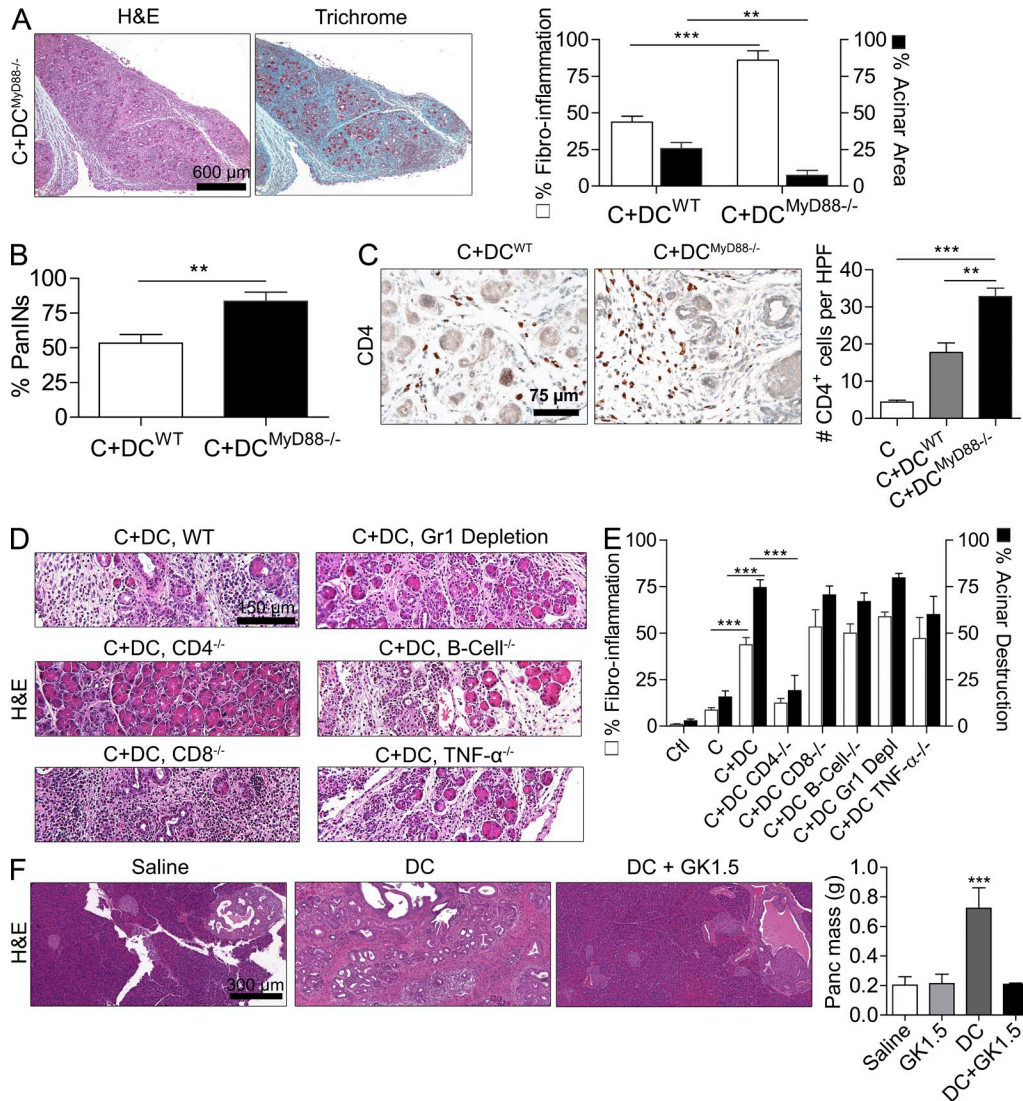 A
H&E
Trichrome
C+DC^MyD88-/-
600 µm
□ % Fibro-inflammation
100
75
50
25
0
***
**
100
75
50
25
0
■ % Acinar Area
C+DC^WT
C+DC^MyD88-/-
B
% PanINs
100
75
50
25
0
**
C+DC^WT
C+DC^MyD88-/-
C
C+DC^WT
C+DC^MyD88-/-
CD4
75 µm
# CD4⁺ cells per HPF
40
30
20
10
0
***
**
C
C+DC^WT
C+DC^MyD88-/-
D
C+DC, WT
C+DC, Gr1 Depletion
150 µm
C+DC, CD4-/-
C+DC, B-Cell-/-
H&E
C+DC, CD8-/-
C+DC, TNF-α-/-
E
□ % Fibro-inflammation
100
75
50
25
0
***
***
***
100
75
50
25
0
■ % Acinar Destruction
Ctl
C
C+DC
C+DC CD4-/-
C+DC CD8-/-
C+DC B-Cell-/-
C+DC Gr1 Depl
C+DC TNF-α-/-
F
Saline
DC
DC + GK1.5
H&E
300 µm
Panc mass (g)
1.0
0.8
0.6
0.4
0.2
0.0
***
Saline
GK1.5
DC
DC+GK1.5